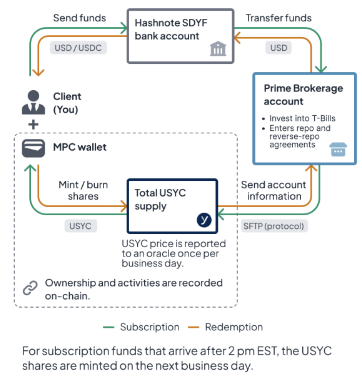 Send funds
Hashnote SDYF
bank account
Transfer funds
USD / USDC
USD
Client
(You)
+
Prime Brokerage
account
• Invest into T-Bills
• Enters repo and
reverse-repo
agreements
MPC wallet
Mint / burn
shares
Total USYC
supply
Send account
information
USYC
SFTP (protocol)
USYC price is reported
to an oracle once per
business day.
Ownership and activities are recorded
on-chain.
Subscription
Redemption
For subscription funds that arrive after 2 pm EST, the USYC
shares are minted on the next business day.